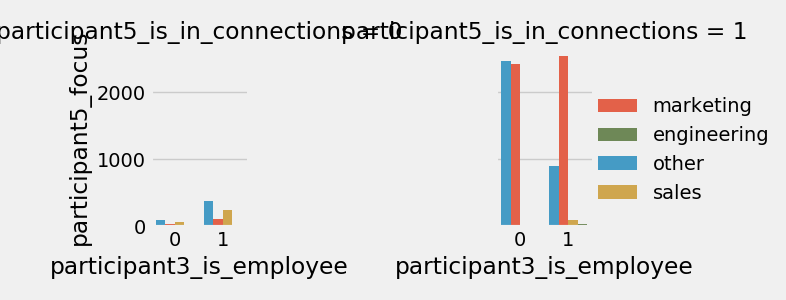 participant5_is_in_connections = 0
participant5_is_in_connections = 1
participant5_focus
2000
1000
0
0 1
0 1
participant3_is_employee
participant3_is_employee
marketing
engineering
other
sales